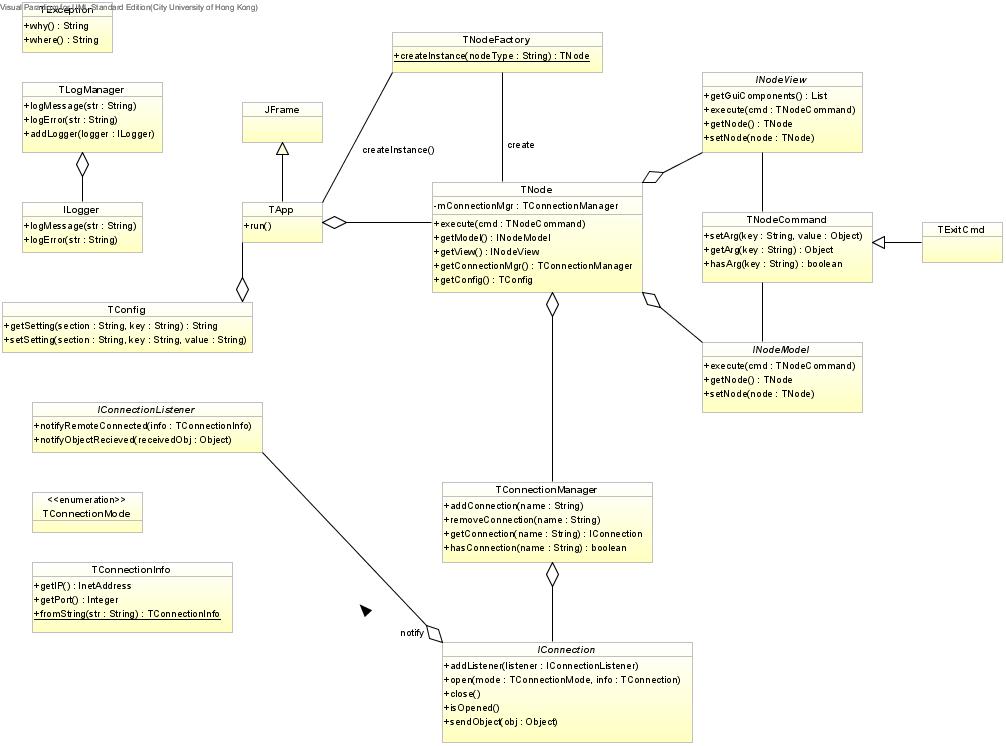 Visual Paradigm for UML Standard Edition(City University of Hong Kong)
TException
+why() : String
+where() : String
TLogManager
+logMessage(str : String)
+logError(str : String)
+addLogger(logger : ILogger)
ILogger
+logMessage(str : String)
+logError(str : String)
JFrame
TApp
+run()
TConfig
+getSetting(section : String, key : String) : String
+setSetting(section : String, key : String, value : String)
TNodeFactory
+createInstance(nodeType : String) : TNode
createInstance()
create
TNode
-mConnectionMgr : TConnectionManager
+execute(cmd : TNodeCommand)
+getModel() : INodeModel
+getView() : INodeView
+getConnectionMgr() : TConnectionManager
+getConfig() : TConfig
INodeView
+getGuiComponents() : List
+execute(cmd : TNodeCommand)
+getNode() : TNode
+setNode(node : TNode)
TNodeCommand
+setArg(key : String, value : Object)
+getArg(key : String) : Object
+hasArg(key : String) : boolean
TExitCmd
INodeModel
+execute(cmd : TNodeCommand)
+getNode() : TNode
+setNode(node : TNode)
IConnectionListener
+notifyRemoteConnected(info : TConnectionInfo)
+notifyObjectRecieved(receivedObj : Object)
<<enumeration>>
TConnectionMode
TConnectionInfo
+getIP() : InetAddress
+getPort() : Integer
+fromString(str : String) : TConnectionInfo
TConnectionManager
+addConnection(name : String)
+removeConnection(name : String)
+getConnection(name : String) : IConnection
+hasConnection(name : String) : boolean
notify
IConnection
+addListener(listener : IConnectionListener)
+open(mode : TConnectionMode, info : TConnection)
+close()
+isOpened()
+sendObject(obj : Object)